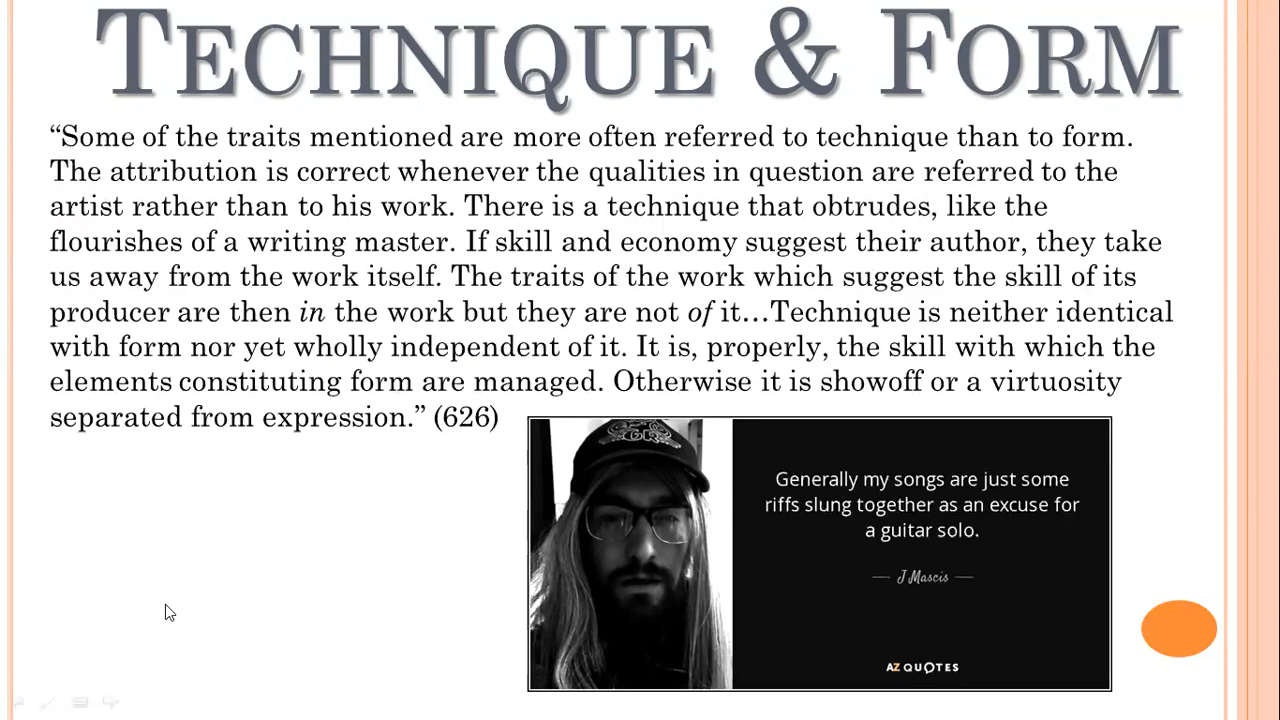 TECHNIQUE & FORM
“Some of the traits mentioned are more often referred to technique than to form.
The attribution is correct whenever the qualities in question are referred to the
artist rather than to his work. There is a technique that obtrudes, like the
flourishes of a writing master. If skill and economy suggest their author, they take
us away from the work itself. The traits of the work which suggest the skill of its
producer are then in the work but they are not of it…Technique is neither identical
with form nor yet wholly independent of it. It is, properly, the skill with which the
elements constituting form are managed. Otherwise it is showoff or a virtuosity
separated from expression.” (626)
Generally my songs are just some
riffs slung together as an excuse for
a guitar solo.
— J Mascis —
AZ QUOTES